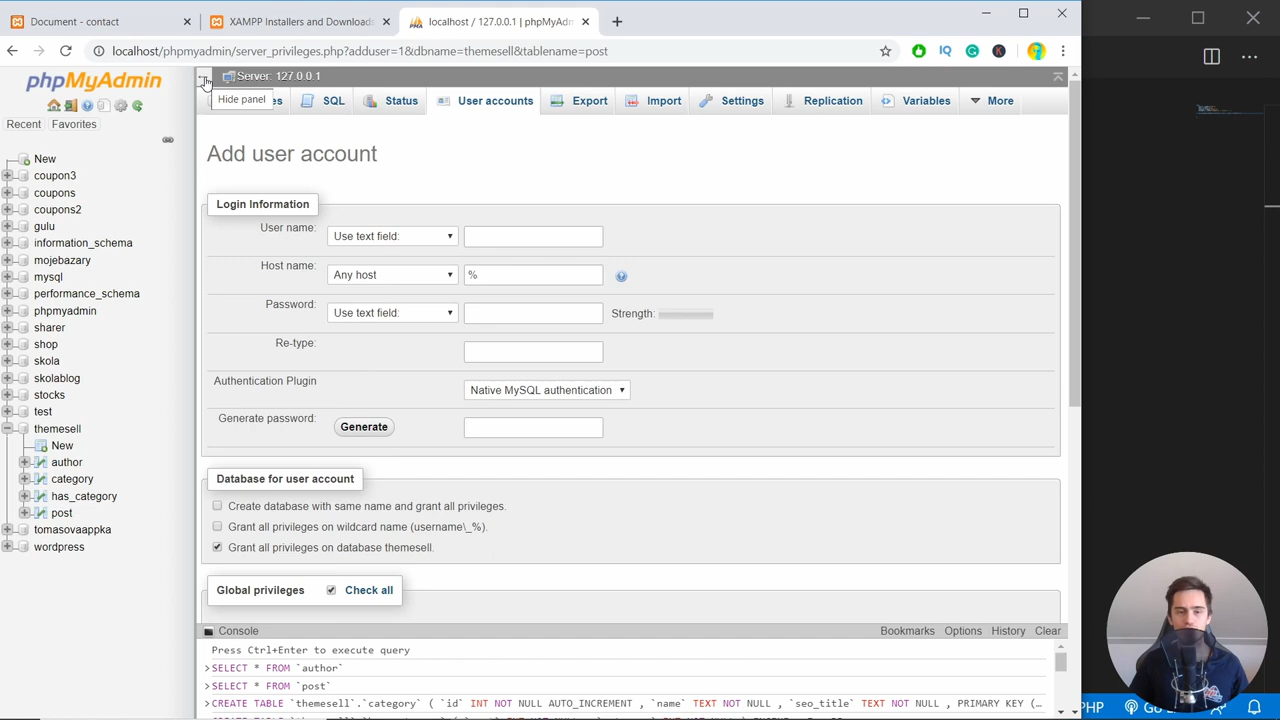 Document - contact
XAMPP Installers and Downloads
localhost / 127.0.0.1 | phpMyAdm
localhost/phpmyadmin/server_privileges.php?adduser=1&dbname=themesell&tablename=post
IQ
K
phpMyAdmin
Recent
Favorites
New
coupon3
coupons
coupons2
gulu
information_schema
mojebazary
mysql
performance_schema
phpmyadmin
sharer
shop
skola
skolablog
stocks
test
themesell
New
author
category
has_category
post
tomasovaappka
wordpress
Server: 127.0.0.1
Hide panel
es
SQL
Status
User accounts
Export
Import
Settings
Replication
Variables
More
Add user account
Login Information
User name:
Use text field:
Host name:
Any host
%
Password:
Use text field:
Strength:
Re-type:
Authentication Plugin
Native MySQL authentication
Generate password:
Generate
Database for user account
Create database with same name and grant all privileges.
Grant all privileges on wildcard name (username\_%).
Grant all privileges on database themesell.
Global privileges
Check all
Console
Bookmarks
Options
History
Clear
Press Ctrl+Enter to execute query
>SELECT * FROM `author`
>SELECT * FROM `post`
>CREATE TABLE `themesell`.`category` ( `id` INT NOT NULL AUTO_INCREMENT , `name` TEXT NOT NULL , `seo_title` TEXT NOT NULL , PRIMARY KEY (…
PHP
Go